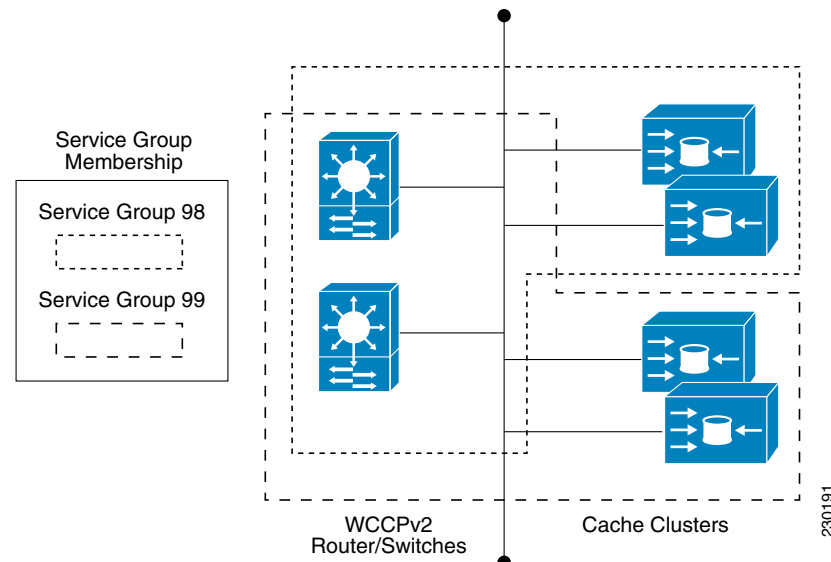 Service Group
Membership
Service Group 98
Service Group 99
WCCPv2
Router/Switches
Cache Clusters
230191